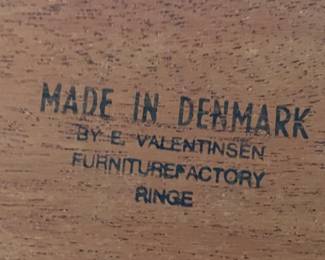 MADE IN DENMARK
BY E. VALENTINSEN
FURNITUREFACTORY
RINGE